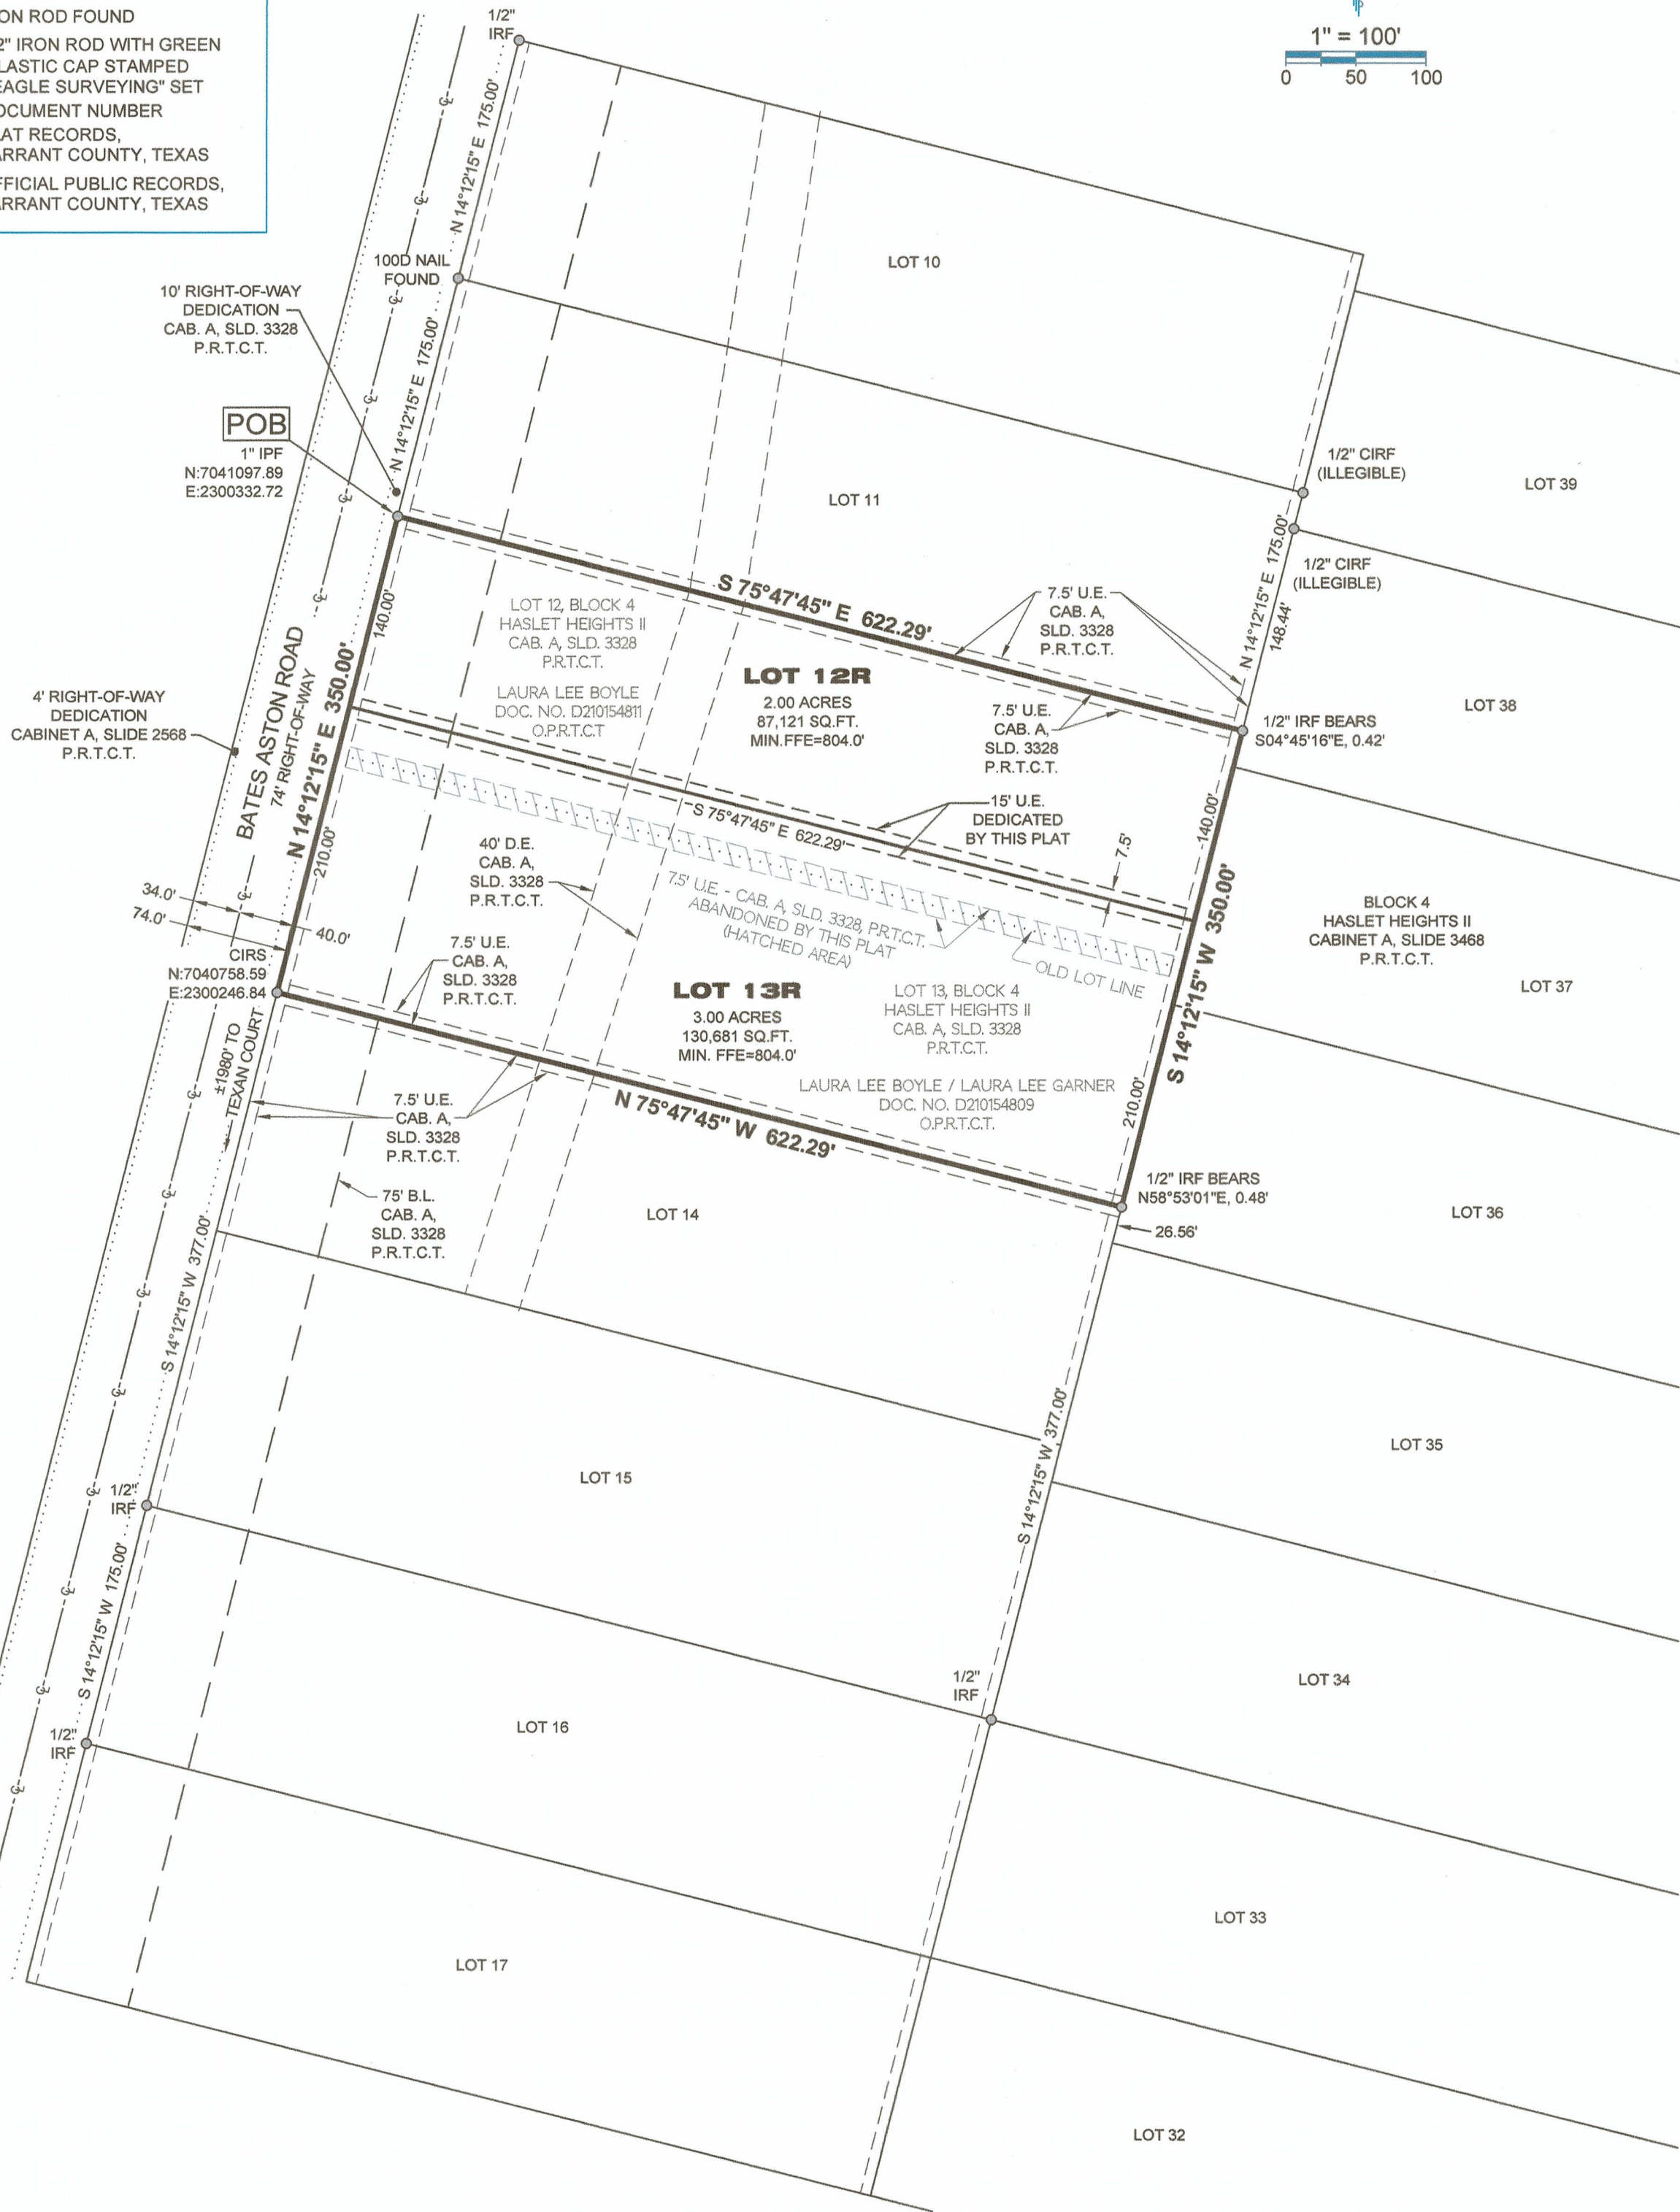 ON ROD FOUND
2" IRON ROD WITH GREEN
LASTIC CAP STAMPED
EAGLE SURVEYING" SET
OCUMENT NUMBER
AT RECORDS,
ARRANT COUNTY, TEXAS
FFICIAL PUBLIC RECORDS,
ARRANT COUNTY, TEXAS
1" = 100'
0 50 100
1/2"
IRF
N 14°12'15" E 175.00'
100D NAIL
FOUND
LOT 10
10' RIGHT-OF-WAY
DEDICATION
CAB. A, SLD. 3328
P.R.T.C.T.
N 14°12'15" E 175.00'
POB
1" IPF
N:7041097.89
E:2300332.72
LOT 11
1/2" CIRF
(ILLEGIBLE)
LOT 39
1/2" CIRF
(ILLEGIBLE)
N 14°12'15" E 175.00'
148.44'
S 75°47'45" E 622.29'
7.5' U.E.
CAB. A,
SLD. 3328
P.R.T.C.T.
LOT 12, BLOCK 4
HASLET HEIGHTS II
CAB. A, SLD. 3328
P.R.T.C.T.
LAURA LEE BOYLE
DOC. NO. D210154811
O.P.R.T.C.T
LOT 12R
2.00 ACRES
87,121 SQ.FT.
MIN.FFE=804.0'
7.5' U.E.
CAB. A,
SLD. 3328
P.R.T.C.T.
1/2" IRF BEARS
S04°45'16"E, 0.42'
LOT 38
140.00'
4' RIGHT-OF-WAY
DEDICATION
CABINET A, SLIDE 2568
P.R.T.C.T.
BATES ASTON ROAD
74' RIGHT-OF-WAY
N 14°12'15" E 350.00'
210.00'
S 75°47'45" E 622.29'
15' U.E.
DEDICATED
BY THIS PLAT
7.5'
140.00'
40' D.E.
CAB. A,
SLD. 3328
P.R.T.C.T.
7.5' U.E. - CAB. A, SLD. 3328, P.R.T.C.T.
ABANDONED BY THIS PLAT
(HATCHED AREA)
OLD LOT LINE
S 14°12'15" W 350.00'
BLOCK 4
HASLET HEIGHTS II
CABINET A, SLIDE 3468
P.R.T.C.T.
LOT 37
34.0'
74.0'
40.0'
CIRS
N:7040758.59
E:2300246.84
7.5' U.E.
CAB. A,
SLD. 3328
P.R.T.C.T.
LOT 13R
3.00 ACRES
130,681 SQ.FT.
MIN. FFE=804.0'
LOT 13, BLOCK 4
HASLET HEIGHTS II
CAB. A, SLD. 3328
P.R.T.C.T.
LAURA LEE BOYLE / LAURA LEE GARNER
DOC. NO. D210154809
O.P.R.T.C.T.
210.00'
±1980' TO
TEXAN COURT
7.5' U.E.
CAB. A,
SLD. 3328
P.R.T.C.T.
N 75°47'45" W 622.29'
1/2" IRF BEARS
N58°53'01"E, 0.48'
26.56'
LOT 36
75' B.L.
CAB. A,
SLD. 3328
P.R.T.C.T.
LOT 14
S 14°12'15" W 377.00'
S 14°12'15" W 377.00'
LOT 35
LOT 15
1/2"
IRF
S 14°12'15" W 175.00'
1/2"
IRF
LOT 34
LOT 16
1/2"
IRF
LOT 33
LOT 17
LOT 32